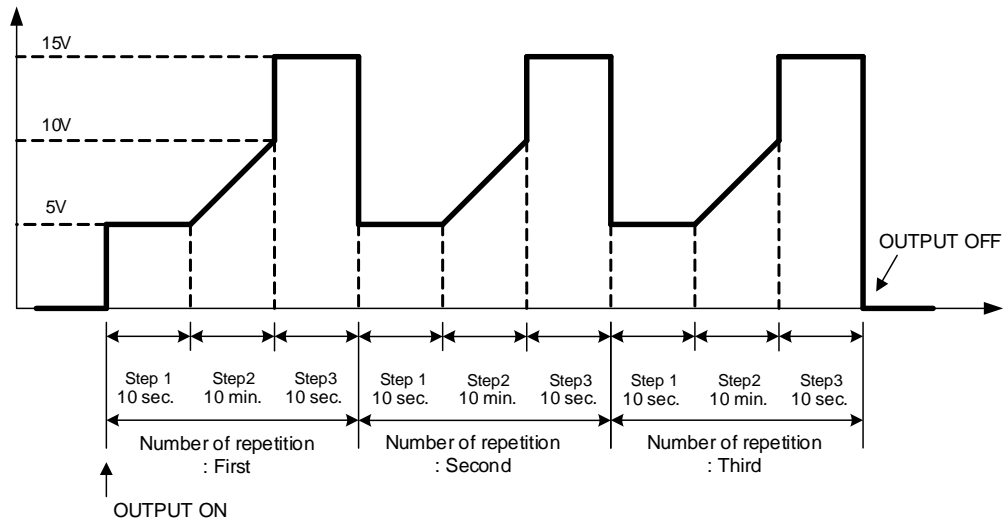 15V
10V
5V
OUTPUT OFF
Step 1 Step2 Step3 Step 1 Step2 Step3 Step 1 Step2 Step3
10 sec. 10 min. 10 sec. 10 sec. 10 min. 10 sec. 10 sec. 10 min. 10 sec.
Number of repetition Number of repetition Number of repetition
: First : Second : Third
OUTPUT ON